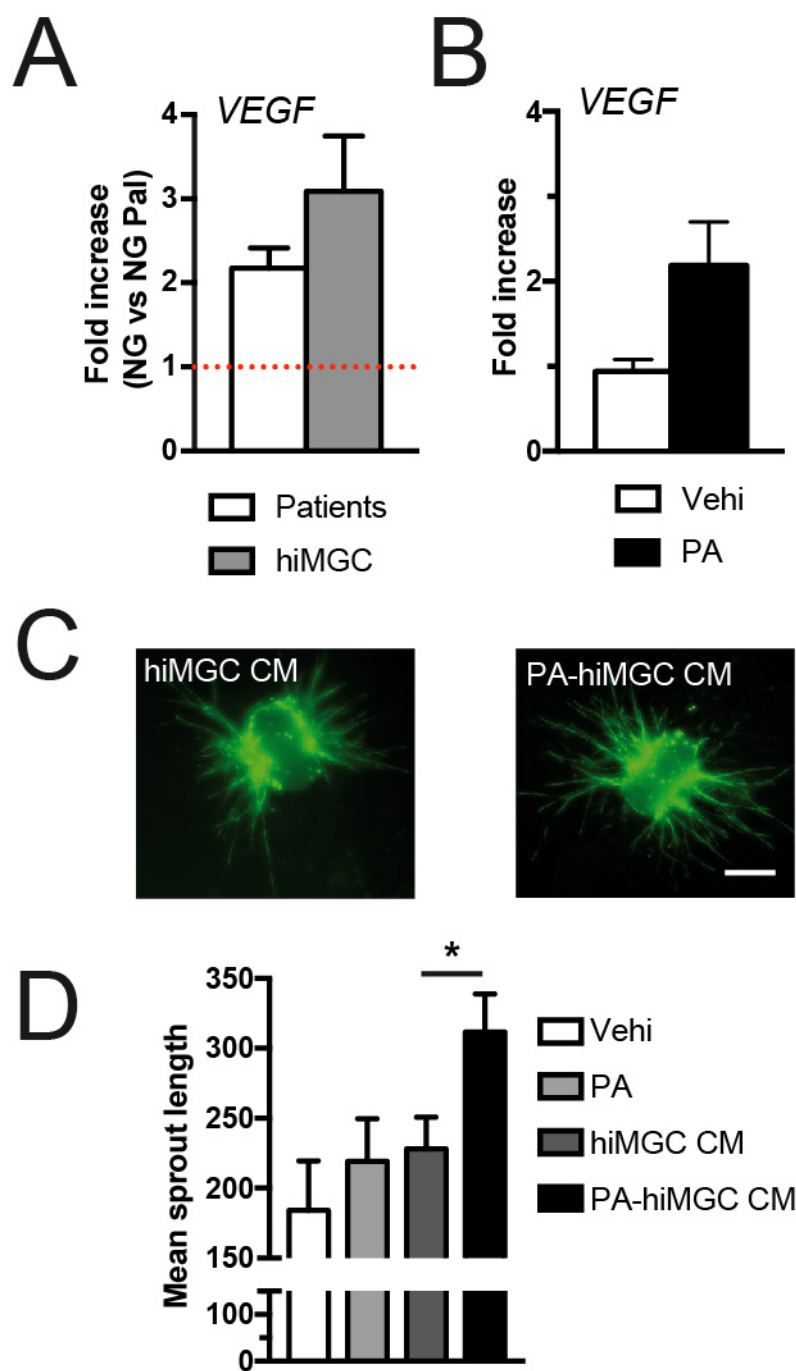 A
VEGF
Fold increase
(NG vs NG Pal)
4
3
2
1
0
Patients
hiMGC
B
VEGF
Fold increase
4
2
0
Vehi
PA
C
hiMGC CM
PA-hiMGC CM
D
Mean sprout length
350
300
250
200
150
100
0
*
Vehi
PA
hiMGC CM
PA-hiMGC CM